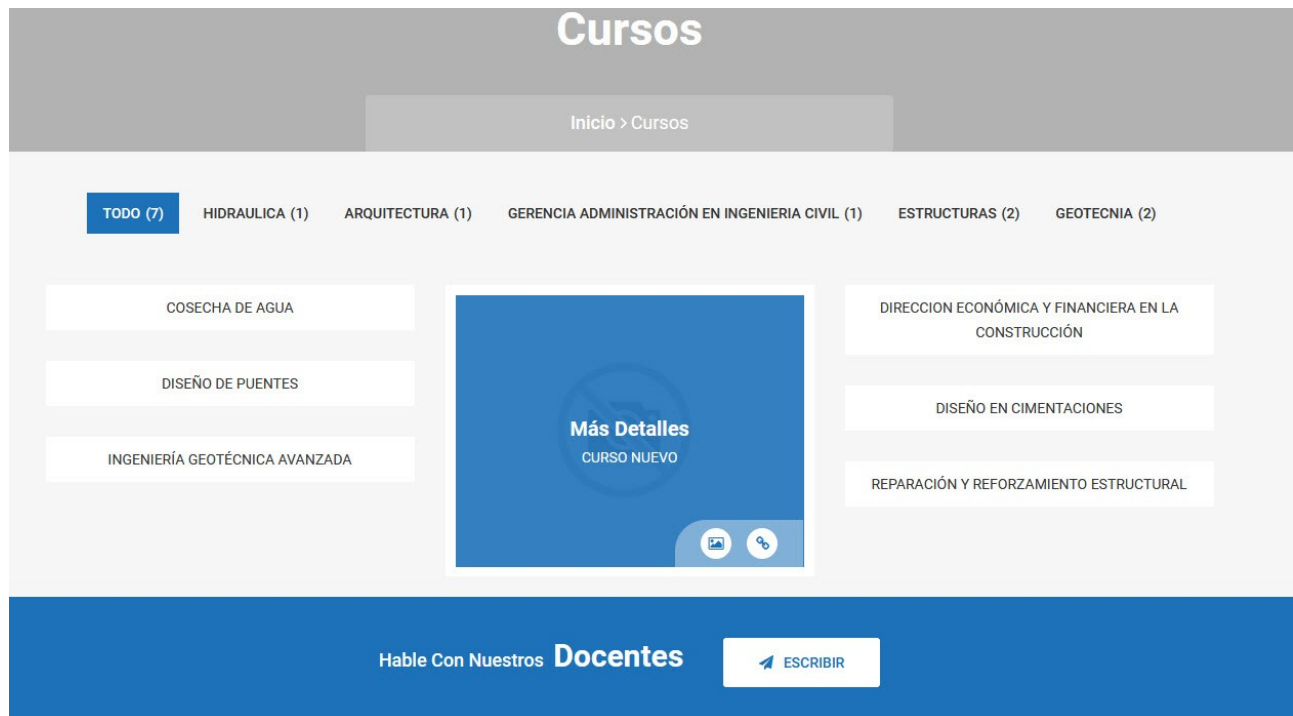 Cursos
Inicio > Cursos
TODO (7) HIDRAULICA (1) ARQUITECTURA (1) GERENCIA ADMINISTRACIÓN EN INGENIERIA CIVIL (1) ESTRUCTURAS (2) GEOTECNIA (2)
COSECHA DE AGUA
DISEÑO DE PUENTES
INGENIERÍA GEOTÉCNICA AVANZADA
Más Detalles
CURSO NUEVO
DIRECCION ECONÓMICA Y FINANCIERA EN LA
CONSTRUCCIÓN
DISEÑO EN CIMENTACIONES
REPARACIÓN Y REFORZAMIENTO ESTRUCTURAL
Hable Con Nuestros Docentes ESCRIBIR